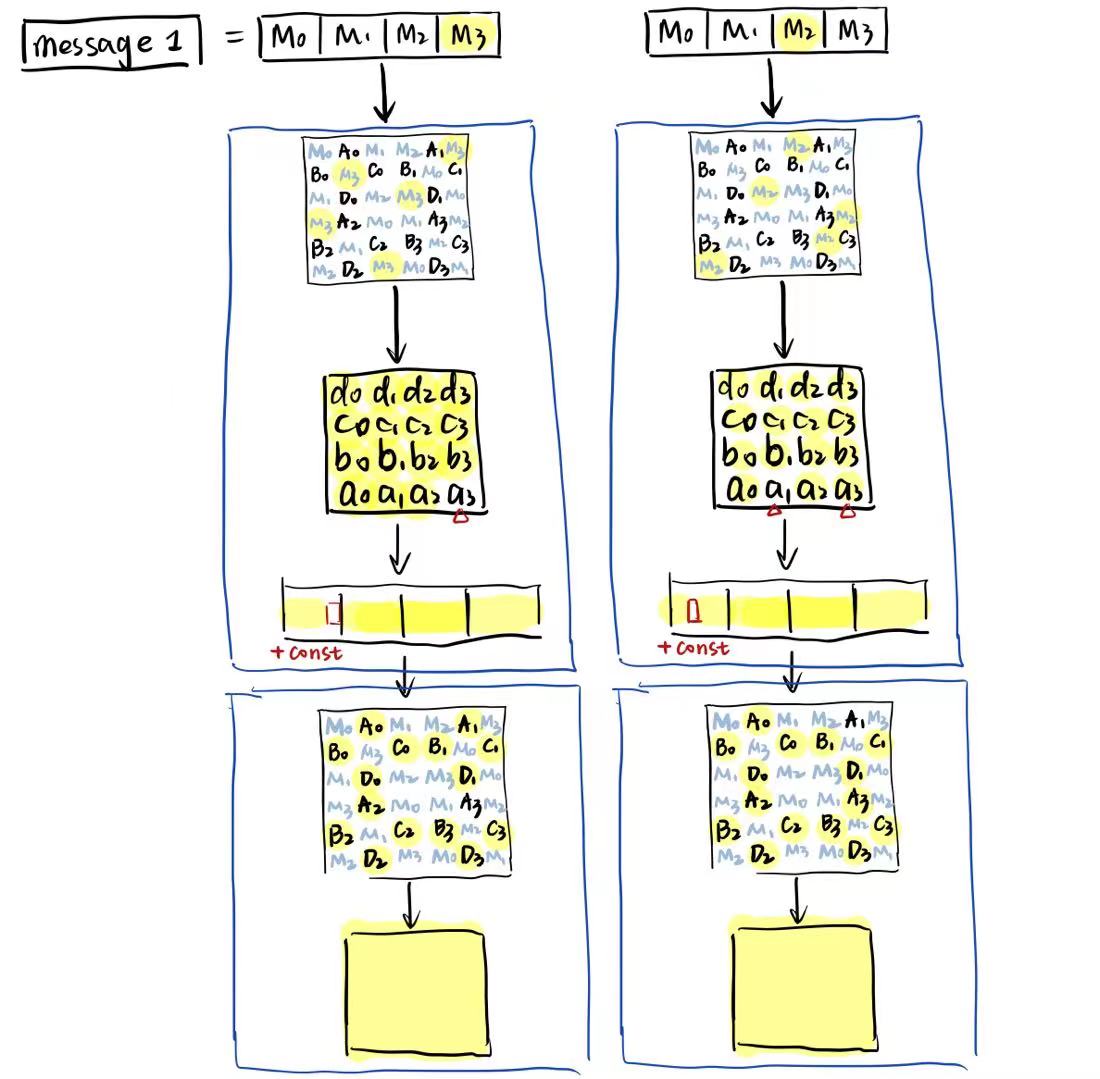 message 1 = M0 M1 M2 M3
M0 M1 M2 M3
M0 A0 M1 M2 A1 M3
B0 M3 C0 B1 M0 C1
M1 D0 M2 M3 D1 M0
M3 A2 M0 M1 A3 M2
B2 M1 C2 B3 M2 C3
M2 D2 M3 M0 D3 M1
M0 A0 M1 M2 A1 M3
B0 M3 C0 B1 M0 C1
M1 D0 M2 M3 D1 M0
M3 A2 M0 M1 A3 M2
B2 M1 C2 B3 M2 C3
M2 D2 M3 M0 D3 M1
d0 d1 d2 d3
c0 c1 c2 c3
b0 b1 b2 b3
a0 a1 a2 a3
d0 d1 d2 d3
c0 c1 c2 c3
b0 b1 b2 b3
a0 a1 a2 a3
+ const
+ const
M0 A0 M1 M2 A1 M3
B0 M3 C0 B1 M0 C1
M1 D0 M2 M3 D1 M0
M3 A2 M0 M1 A3 M2
B2 M1 C2 B3 M2 C3
M2 D2 M3 M0 D3 M1
M0 A0 M1 M2 A1 M3
B0 M3 C0 B1 M0 C1
M1 D0 M2 M3 D1 M0
M3 A2 M0 M1 A3 M2
B2 M1 C2 B3 M2 C3
M2 D2 M3 M0 D3 M1